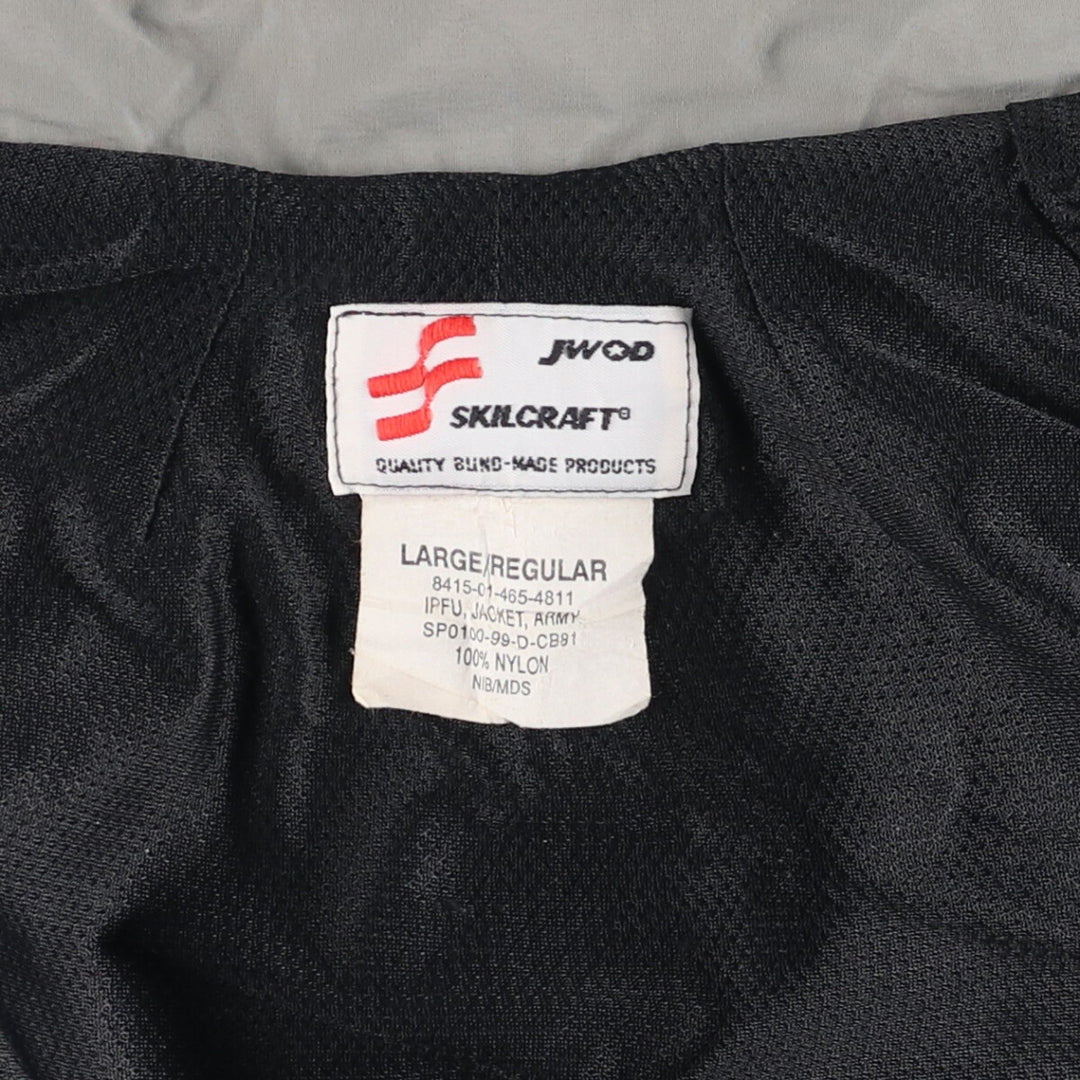 JWOD
SKILCRAFT®
QUALITY BLIND-MADE PRODUCTS
LARGE/REGULAR
8415-01-465-4811
IPFU, JACKET, ARMY
SP0100-99-D-CB81
100% NYLON
NIB/MDS